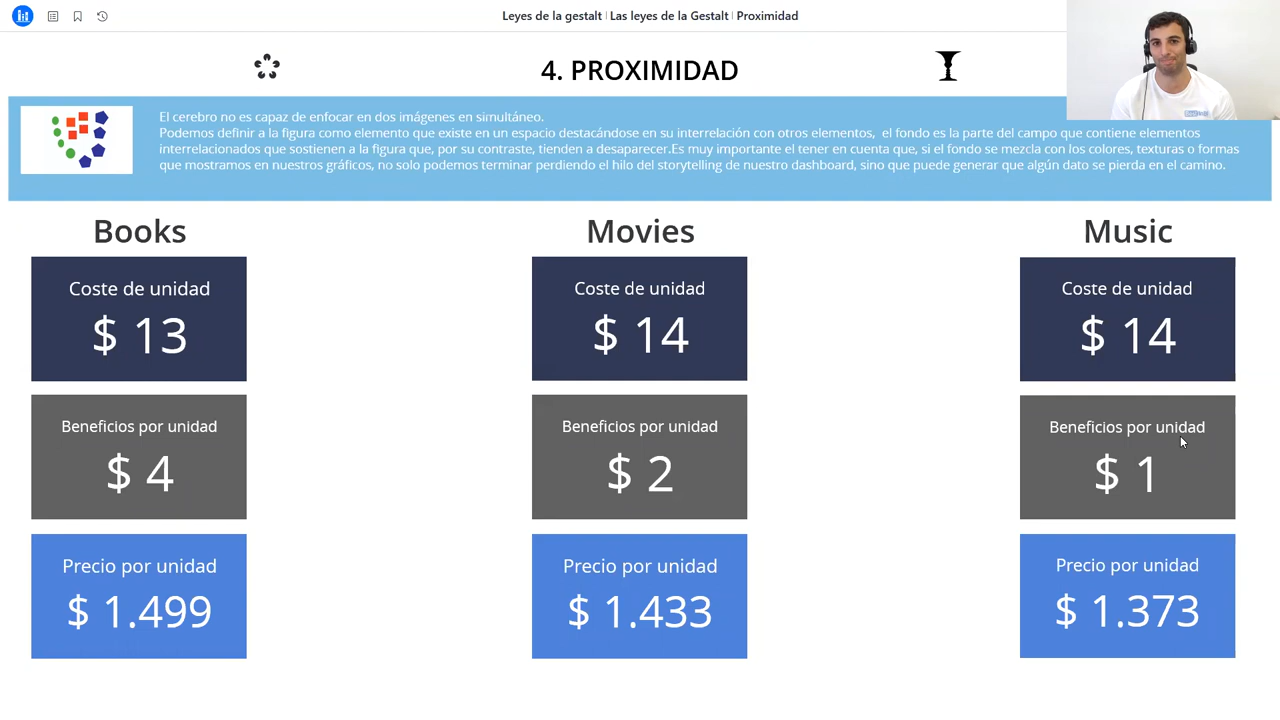 Leyes de la gestalt | Las leyes de la Gestalt | Proximidad
4. PROXIMIDAD
El cerebro no es capaz de enfocar en dos imágenes en simultáneo.
Podemos definir a la figura como elemento que existe en un espacio destacándose en su interrelación con otros elementos, el fondo es la parte del campo que contiene elementos
interrelacionados que sostienen a la figura que, por su contraste, tienden a desaparecer.Es muy importante el tener en cuenta que, si el fondo se mezcla con los colores, texturas o formas
que mostramos en nuestros gráficos, no solo podemos terminar perdiendo el hilo del storytelling de nuestro dashboard, sino que puede generar que algún dato se pierda en el camino.
Books
Coste de unidad
$ 13
Beneficios por unidad
$ 4
Precio por unidad
$ 1.499
Movies
Coste de unidad
$ 14
Beneficios por unidad
$ 2
Precio por unidad
$ 1.433
Music
Coste de unidad
$ 14
Beneficios por unidad
$ 1
Precio por unidad
$ 1.373